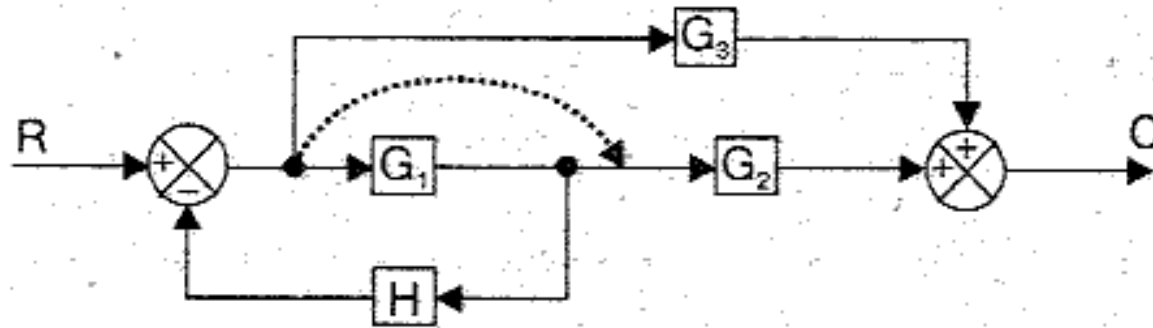 G₃
R
+
−
G₁
G₂
+
+
C
H